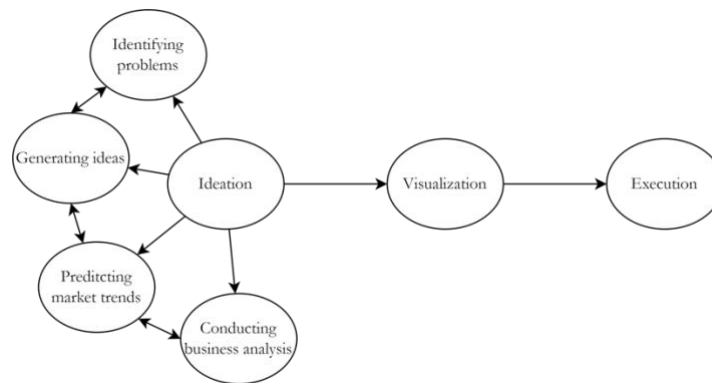 Identifying
problems
Generating ideas
Ideation
Visualization
Execution
Preditcting
market trends
Conducting
business analysis